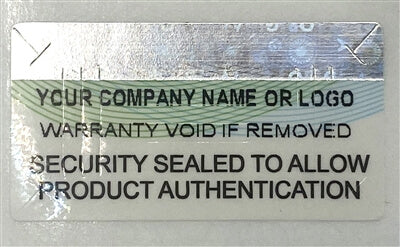 YOUR COMPANY NAME OR LOGO
WARRANTY VOID IF REMOVED
SECURITY SEALED TO ALLOW
PRODUCT AUTHENTICATION